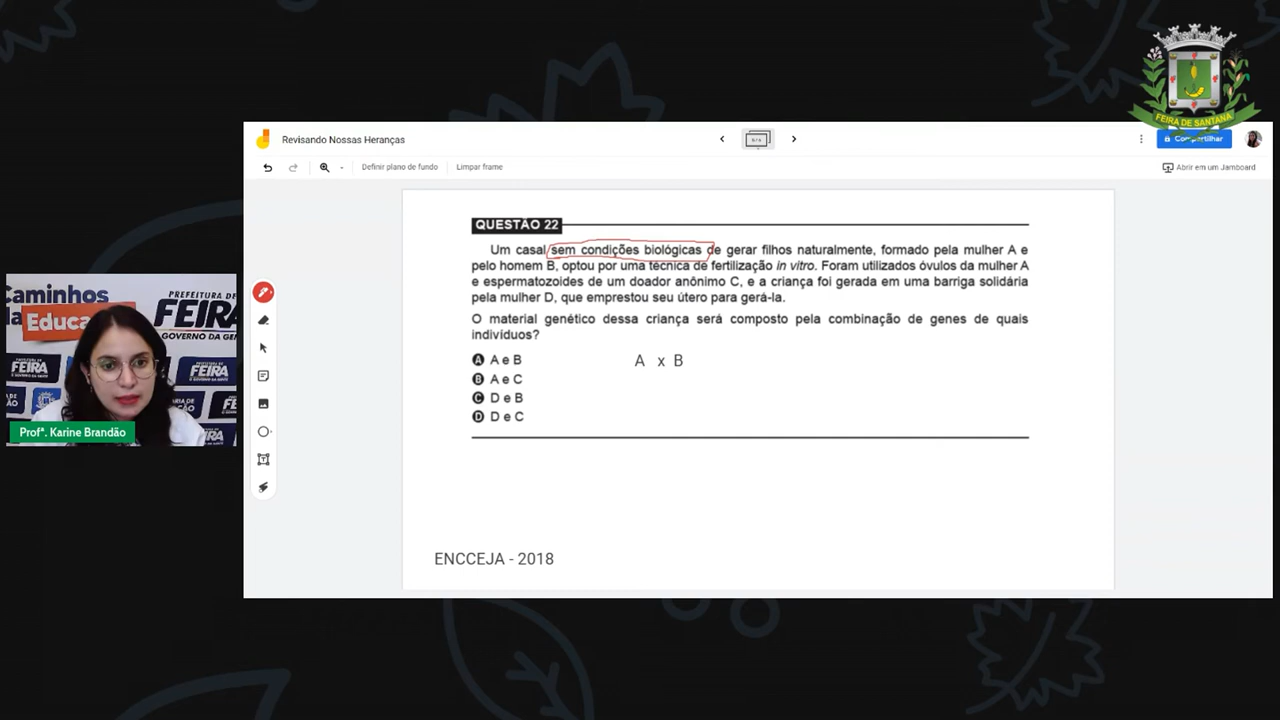 FEIRA DE SANTANA
Revisando Nossas Heranças
Compartilhar
Definir plano de fundo
Limpar frame
Abrir em um Jamboard
QUESTÃO 22
Um casal sem condições biológicas de gerar filhos naturalmente, formado pela mulher A e
pelo homem B, optou por uma técnica de fertilização in vitro. Foram utilizados óvulos da mulher A
e espermatozoides de um doador anônimo C, e a criança foi gerada em uma barriga solidária
pela mulher D, que emprestou seu útero para gerá-la.
O material genético dessa criança será composto pela combinação de genes de quais
indivíduos?
A A e B
B A e C
C D e B
D D e C
A x B
ENCCEJA - 2018
Caminhos
da Educa
PREFEITURA DE
FEIRA
GOVERNO DA GEN
FEIRA
FEIRA
Profª. Karine Brandão